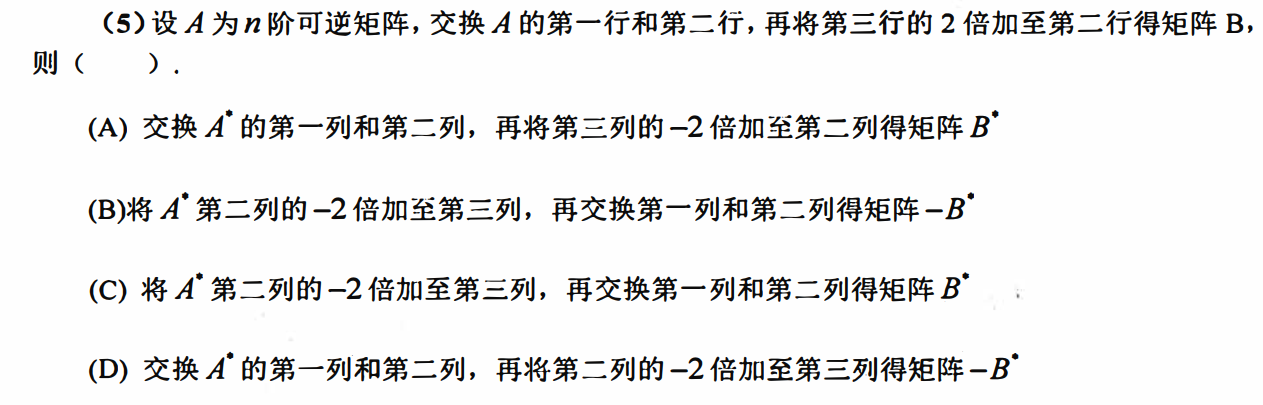 （5）设 A 为 n 阶可逆矩阵，交换 A 的第一行和第二行，再将第三行的 2 倍加至第二行得矩阵 B，
则（ ）.
(A) 交换 A* 的第一列和第二列，再将第三列的 −2 倍加至第二列得矩阵 B*
(B)将 A* 第二列的 −2 倍加至第三列，再交换第一列和第二列得矩阵 −B*
(C) 将 A* 第二列的 −2 倍加至第三列，再交换第一列和第二列得矩阵 B*
(D) 交换 A* 的第一列和第二列，再将第二列的 −2 倍加至第三列得矩阵 −B*